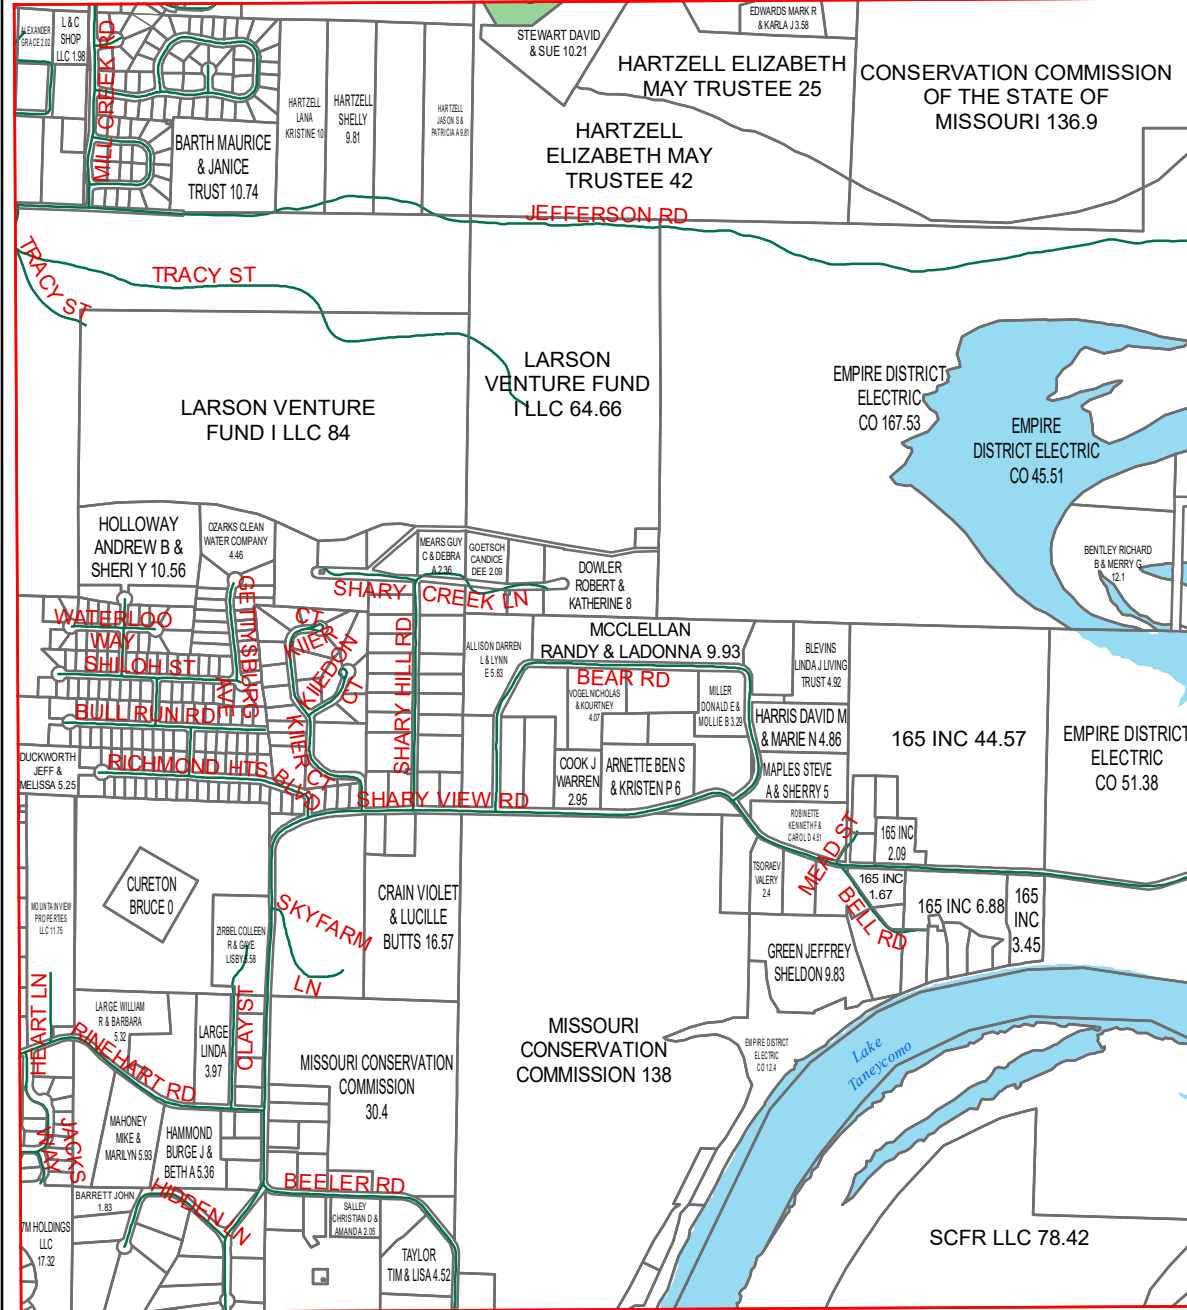 ALEXANDER
GRACE 2.02
L & C
SHOP
LLC 1.98
MILL CREEK RD
BARTH MAURICE
& JANICE
TRUST 10.74
HARTZELL
LANA
KRISTINE 10
HARTZELL
SHELLY
9.81
HARTZELL
JASON S &
PATRICIA A 9.81
STEWART DAVID
& SUE 10.21
EDWARDS MARK R
& KARLA J 3.58
HARTZELL ELIZABETH
MAY TRUSTEE 25
HARTZELL
ELIZABETH MAY
TRUSTEE 42
CONSERVATION COMMISSION
OF THE STATE OF
MISSOURI 136.9
JEFFERSON RD
TRACY ST
TRACY ST
LARSON VENTURE
FUND I LLC 84
LARSON
VENTURE FUND
I LLC 64.66
EMPIRE DISTRICT
ELECTRIC
CO 167.53
EMPIRE
DISTRICT ELECTRIC
CO 45.51
BENTLEY RICHARD
B & MERRY G
12.1
HOLLOWAY
ANDREW B &
SHERI Y 10.56
OZARKS CLEAN
WATER COMPANY
4.46
MEARS GUY
C & DEBRA
A 2.36
GOETSCH
CANDICE
DEE 2.09
DOWLER
ROBERT &
KATHERINE 8
SHARY CREEK LN
WATERLOO
WAY
SHILOH ST
BULL RUN RD
GETTYSBURG
AVE
RICHMOND HTS BLVD
KIIER
CT
KIIEDON
CT
KIIER CT
SHARY HILL RD
SHARY VIEW RD
ALLISON DARREN
L & LYNN
E 5.83
MCCLELLAN
RANDY & LADONNA 9.93
BEAR RD
VOGEL NICHOLAS
& KOURTNEY
4.07
MILLER
DONALD E &
MOLLIE B 3.29
BLEVINS
LINDA J LIVING
TRUST 4.92
HARRIS DAVID M
& MARIE N 4.86
COOK J
WARREN
2.95
ARNETTE BEN S
& KRISTEN P 6
MAPLES STEVE
A & SHERRY 5
ROBINETTE
KENNETH F &
CAROL D 4.51
165 INC 44.57
EMPIRE DISTRICT
ELECTRIC
CO 51.38
DUCKWORTH
JEFF &
MELISSA 5.25
MEAD ST
165 INC
2.09
TSORAEV
VALERY
2.4
165 INC
1.67
BELL RD
165 INC 6.88
165
INC
3.45
GREEN JEFFREY
SHELDON 9.83
CURETON
BRUCE 0
MOUNTAIN VIEW
PROPERTIES
LLC 11.75
ZIRBEL COLLEEN
R & GAYE
LISBY 5.58
SKYFARM
LN
CRAIN VIOLET
& LUCILLE
BUTTS 16.57
HEART LN
RINEHART RD
LARGE WILLIAM
R & BARBARA
5.32
LARGE
LINDA
3.97
CLAY ST
MISSOURI CONSERVATION
COMMISSION
30.4
MISSOURI
CONSERVATION
COMMISSION 138
EMPIRE DISTRICT
ELECTRIC
CO 12.4
Lake
Taneycomo
MAHONEY
MIKE &
MARILYN 5.93
HAMMOND
BURGE J &
BETH A 5.36
JACKS
WAY
BARRETT JOHN
1.83
HIDDEN LN
BEELER RD
SALLEY
CHRISTIAN D &
AMANDA 2.05
7M HOLDINGS
LLC
17.32
TAYLOR
TIM & LISA 4.52
SCFR LLC 78.42